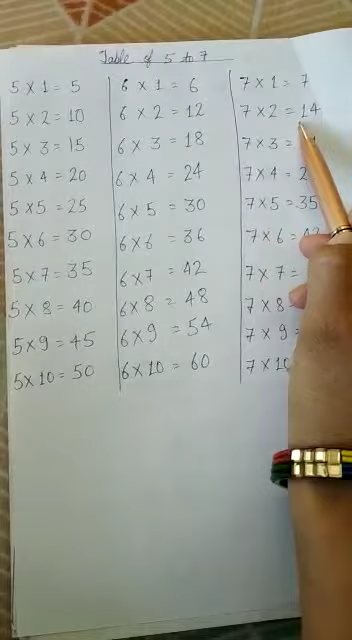 Table of 5 to 7
5 X 1 = 5
5 X 2 = 10
5 X 3 = 15
5 X 4 = 20
5 X 5 = 25
5 X 6 = 30
5 X 7 = 35
5 X 8 = 40
5 X 9 = 45
5 X 10 = 50
6 X 1 = 6
6 X 2 = 12
6 X 3 = 18
6 X 4 = 24
6 X 5 = 30
6 X 6 = 36
6 X 7 = 42
6 X 8 = 48
6 X 9 = 54
6 X 10 = 60
7 X 1 = 7
7 X 2 = 14
7 X 3 =
7 X 4 = 2
7 X 5 = 35
7 X 6 = 42
7 X 7 =
7 X 8 =
7 X 9 =
7 X 10